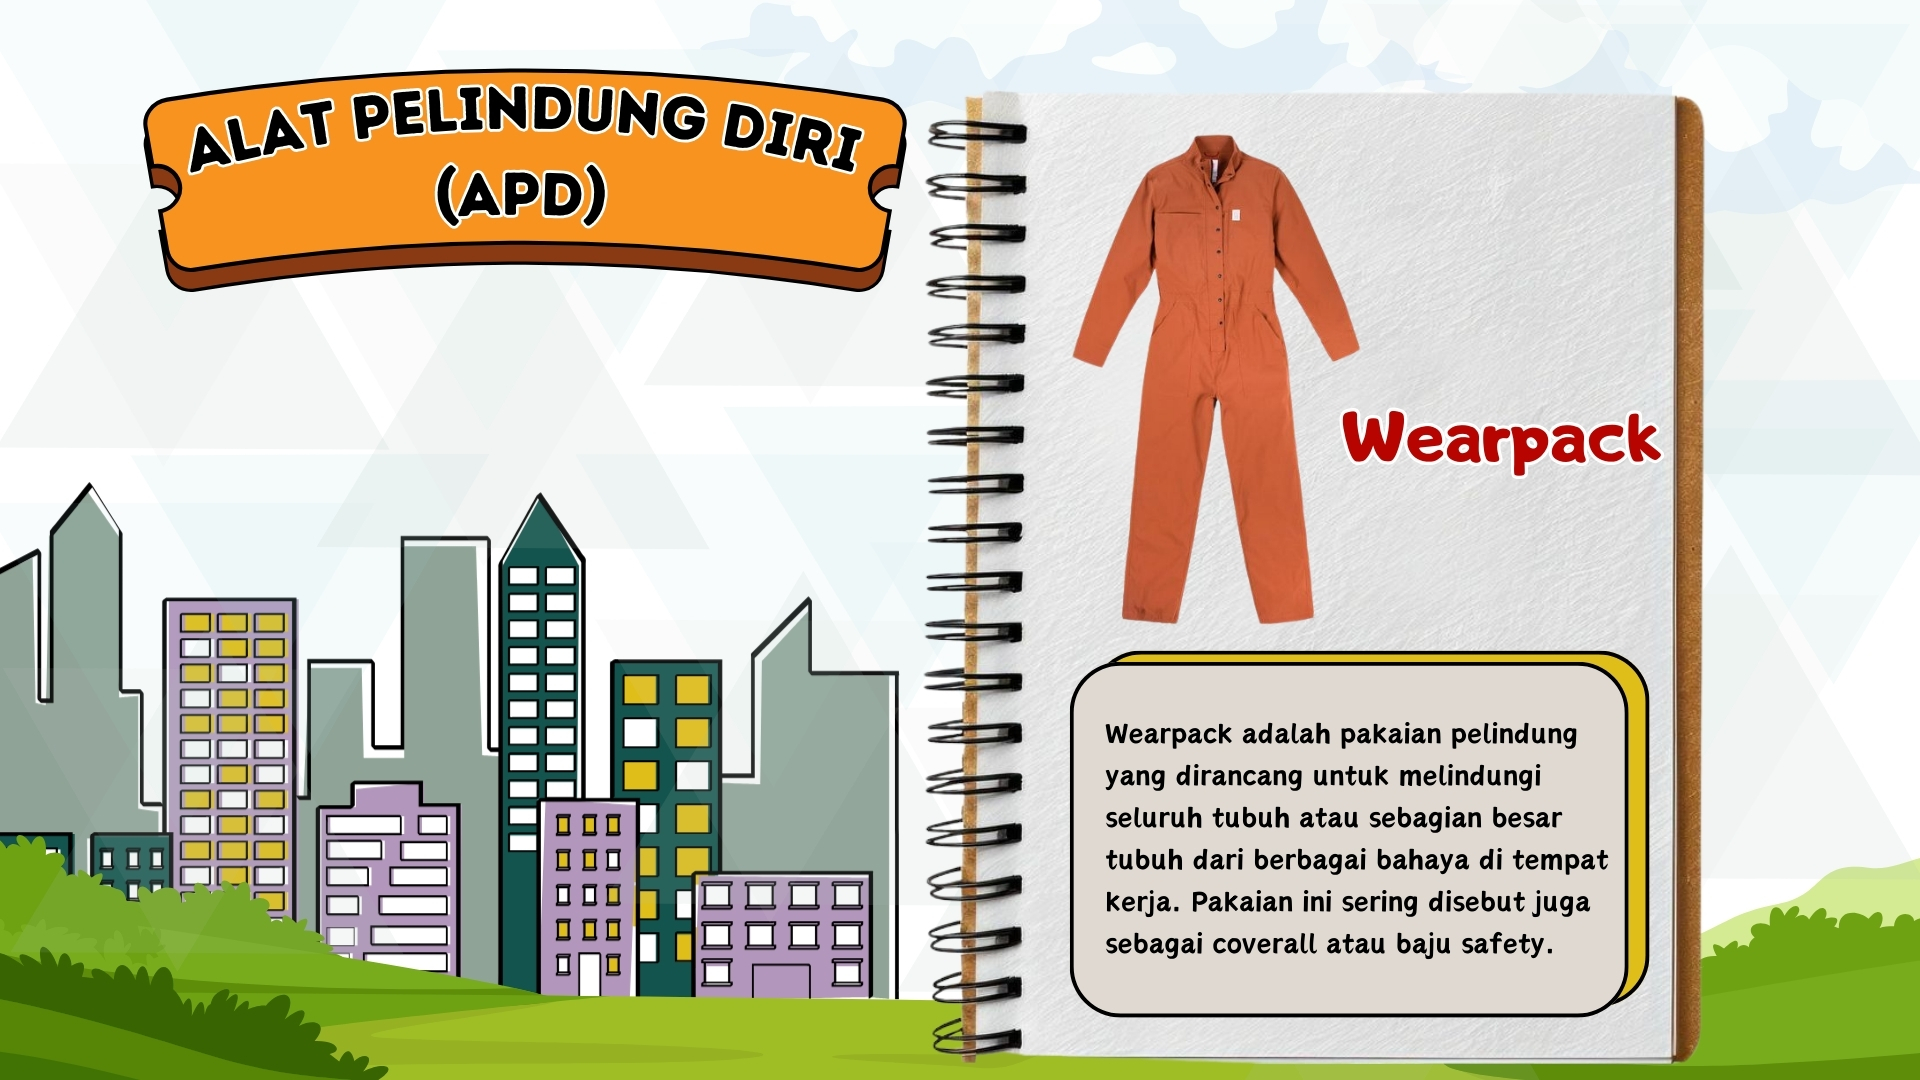 ALAT PELINDUNG DIRI
(APD)
Wearpack
Wearpack adalah pakaian pelindung
yang dirancang untuk melindungi
seluruh tubuh atau sebagian besar
tubuh dari berbagai bahaya di tempat
kerja. Pakaian ini sering disebut juga
sebagai coverall atau baju safety.